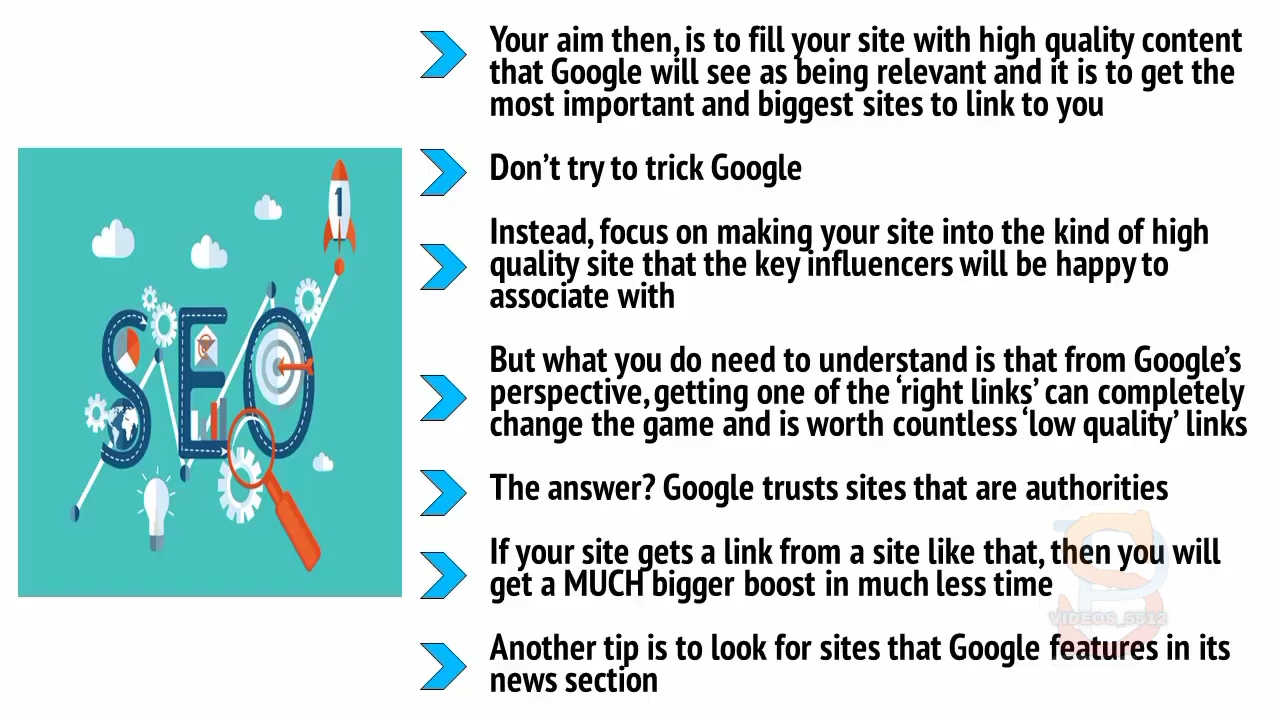 Your aim then, is to fill your site with high quality content
that Google will see as being relevant and it is to get the
most important and biggest sites to link to you
Don’t try to trick Google
Instead, focus on making your site into the kind of high
quality site that the key influencers will be happy to
associate with
But what you do need to understand is that from Google’s
perspective, getting one of the ‘right links’ can completely
change the game and is worth countless ‘low quality’ links
The answer? Google trusts sites that are authorities
If your site gets a link from a site like that, then you will
get a MUCH bigger boost in much less time
Another tip is to look for sites that Google features in its
news section
1
SEO
VIDEOS_5512